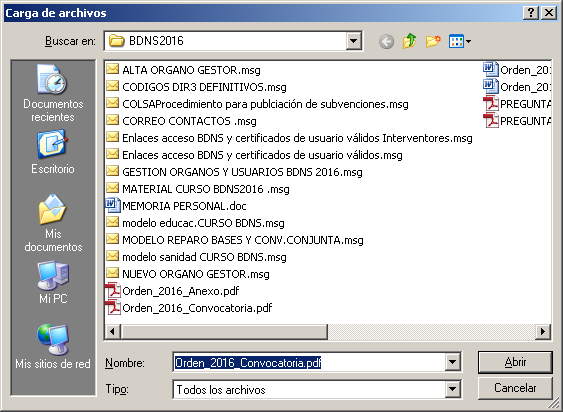 Carga de archivos
Buscar en:
BDNS2016
Documentos
recientes
Escritorio
Mis
documentos
Mi PC
Mis sitios de red
ALTA ORGANO GESTOR.msg
CODIGOS DIR3 DEFINITIVOS.msg
COLSAProcedimiento para publciación de subvenciones.msg
CORREO CONTACTOS .msg
Enlaces acceso BDNS y certificados de usuario válidos Interventores.msg
Enlaces acceso BDNS y certificados de usuario válidos.msg
GESTION ORGANOS Y USUARIOS BDNS 2016.msg
MATERIAL CURSO BDNS2016 .msg
MEMORIA PERSONAL.doc
modelo educac.CURSO BDNS.msg
MODELO REPARO BASES Y CONV.CONJUNTA.msg
modelo sanidad CURSO BDNS.msg
NUEVO ORGANO GESTOR.msg
Orden_2016_Anexo.pdf
Orden_2016_Convocatoria.pdf
Orden_201
Orden_201
PREGUNTA
PREGUNTA
Nombre:
Orden_2016_Convocatoria.pdf
Abrir
Tipo:
Todos los archivos
Cancelar